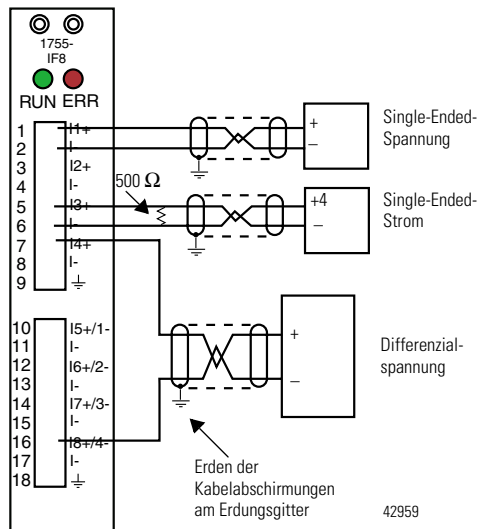 1755-
IF8
RUN ERR
1 I1+
2 I-
3 I2+
4 I-
5 I3+
6 I-
7 I4+
8 I-
9
10 I5+/1-
11 I-
12 I6+/2-
13 I-
14 I7+/3-
15 I-
16 I8+/4-
17 I-
18
500 Ω
+
–
Single-Ended-
Spannung
+4
–
Single-Ended-
Strom
+
–
Differenzial-
spannung
Erden der
Kabelabschirmungen
am Erdungsgitter
42959